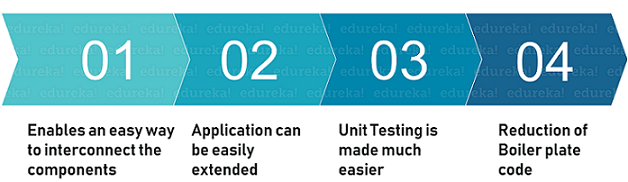 01
02
03
04
Enables an easy way
to interconnect the
components
Application can
be easily
extended
Unit Testing is
made much
easier
Reduction of
Boiler plate
code